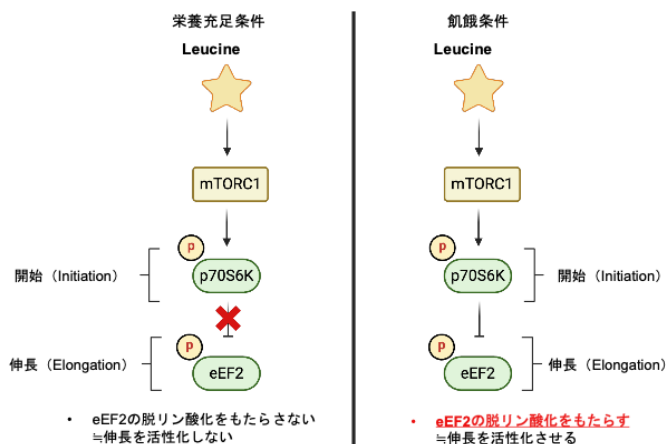 栄養充足条件
Leucine
mTORC1
p
p70S6K
開始（Initiation）
p
eEF2
伸長（Elongation）
• eEF2の脱リン酸化をもたらさない
≒伸長を活性化しない
飢餓条件
Leucine
mTORC1
p
p70S6K
開始（Initiation）
p
eEF2
伸長（Elongation）
• eEF2の脱リン酸化をもたらす
≒伸長を活性化させる